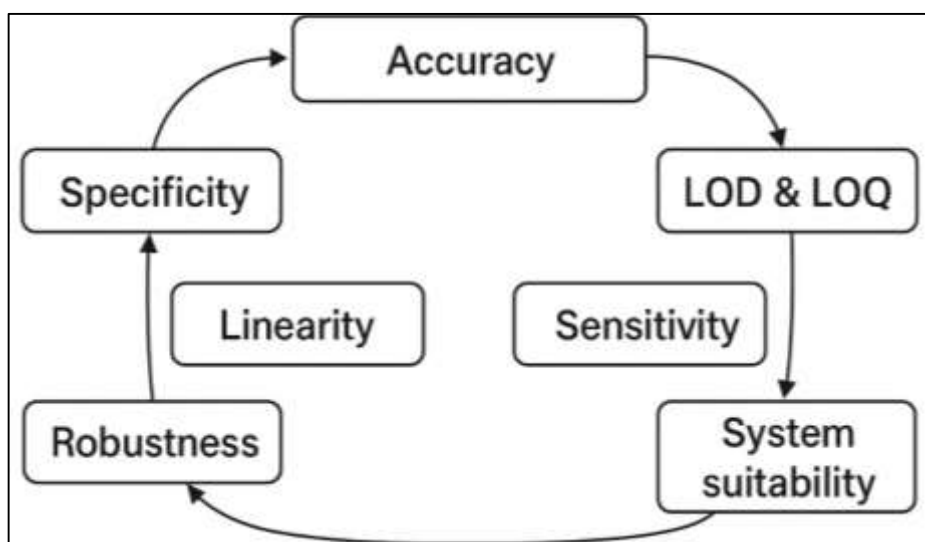 Accuracy
Specificity
LOD & LOQ
Linearity
Sensitivity
Robustness
System
suitability